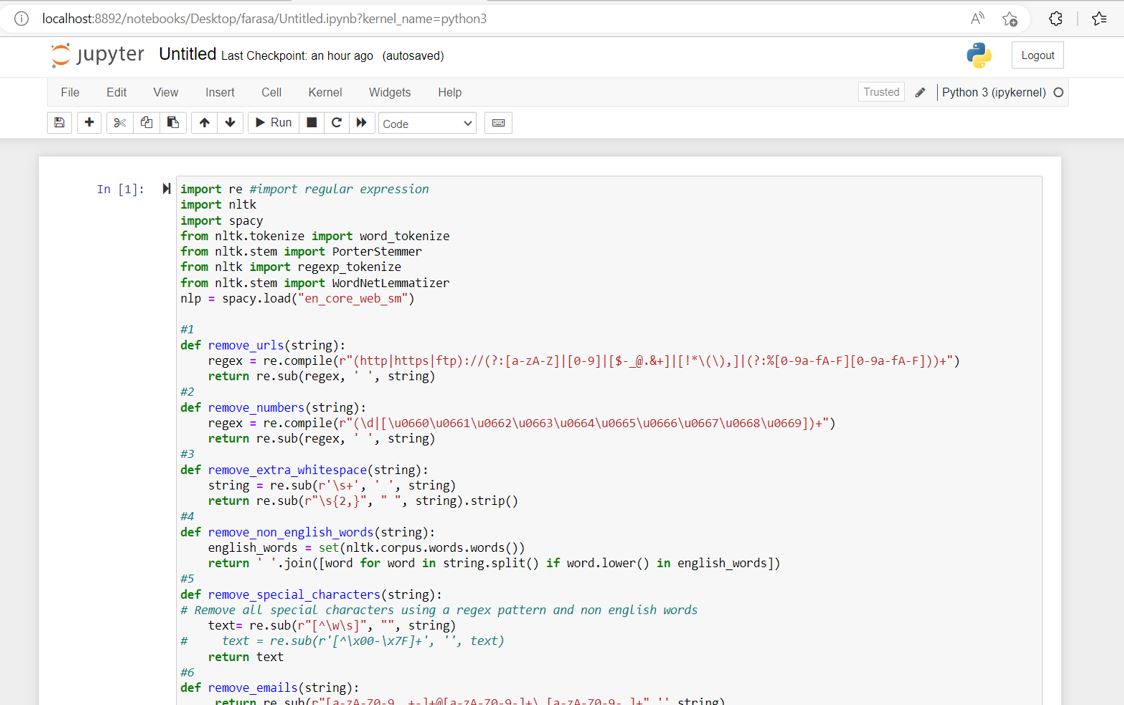 localhost:8892/notebooks/Desktop/farasa/Untitled.ipynb?kernel_name=python3
jupyter Untitled Last Checkpoint: an hour ago (autosaved)
Logout
File Edit View Insert Cell Kernel Widgets Help
Trusted Python 3 (ipykernel)
Run Code
In [1]:
import re #import regular expression
import nltk
import spacy
from nltk.tokenize import word_tokenize
from nltk.stem import PorterStemmer
from nltk import regexp_tokenize
from nltk.stem import WordNetLemmatizer
nlp = spacy.load("en_core_web_sm")
#1
def remove_urls(string):
    regex = re.compile(r"(http|https|ftp)://(?:[a-zA-Z]|[0-9]|[$-_@.&+]|[!*\(\),]|(?:%[0-9a-fA-F][0-9a-fA-F]))+")
    return re.sub(regex, ' ', string)
#2
def remove_numbers(string):
    regex = re.compile(r"(\d|[\u0660\u0661\u0662\u0663\u0664\u0665\u0666\u0667\u0668\u0669])+")
    return re.sub(regex, ' ', string)
#3
def remove_extra_whitespace(string):
    string = re.sub(r'\s+', ' ', string)
    return re.sub(r"\s{2,}", " ", string).strip()
#4
def remove_non_english_words(string):
    english_words = set(nltk.corpus.words.words())
    return ' '.join([word for word in string.split() if word.lower() in english_words])
#5
def remove_special_characters(string):
# Remove all special characters using a regex pattern and non english words
    text= re.sub(r"[^\w\s]", "", string)
#     text = re.sub(r'[^\x00-\x7F]+', '', text)
    return text
#6
def remove_emails(string):
    return re.sub(r"[a-zA-Z0-9_.+-]+@[a-zA-Z0-9-]+\.[a-zA-Z0-9-.]+",'', string)